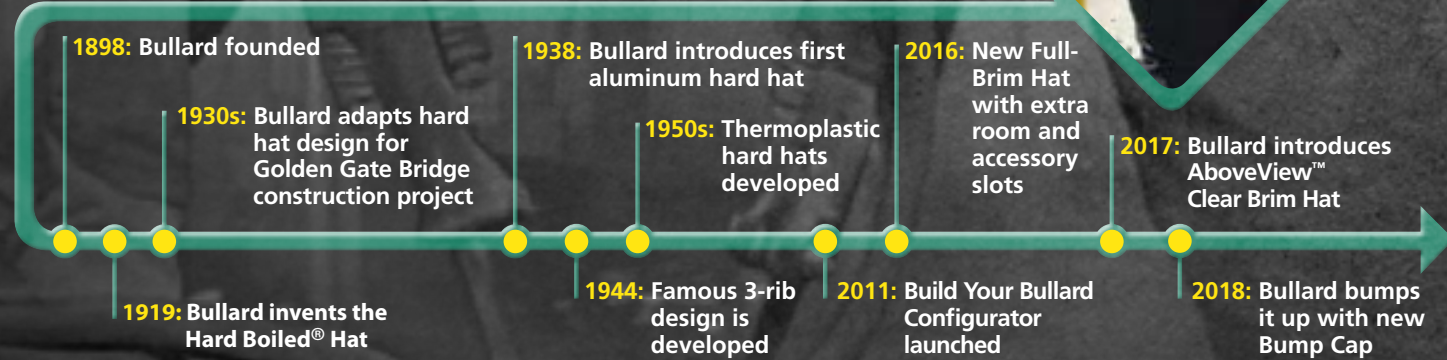 1898: Bullard founded
1919: Bullard invents the
Hard Boiled® Hat
1930s: Bullard adapts hard
hat design for
Golden Gate Bridge
construction project
1938: Bullard introduces first
aluminum hard hat
1944: Famous 3-rib
design is
developed
1950s: Thermoplastic
hard hats
developed
2011: Build Your Bullard
Configurator
launched
2016: New Full-
Brim Hat
with extra
room and
accessory
slots
2017: Bullard introduces
AboveView™
Clear Brim Hat
2018: Bullard bumps
it up with new
Bump Cap